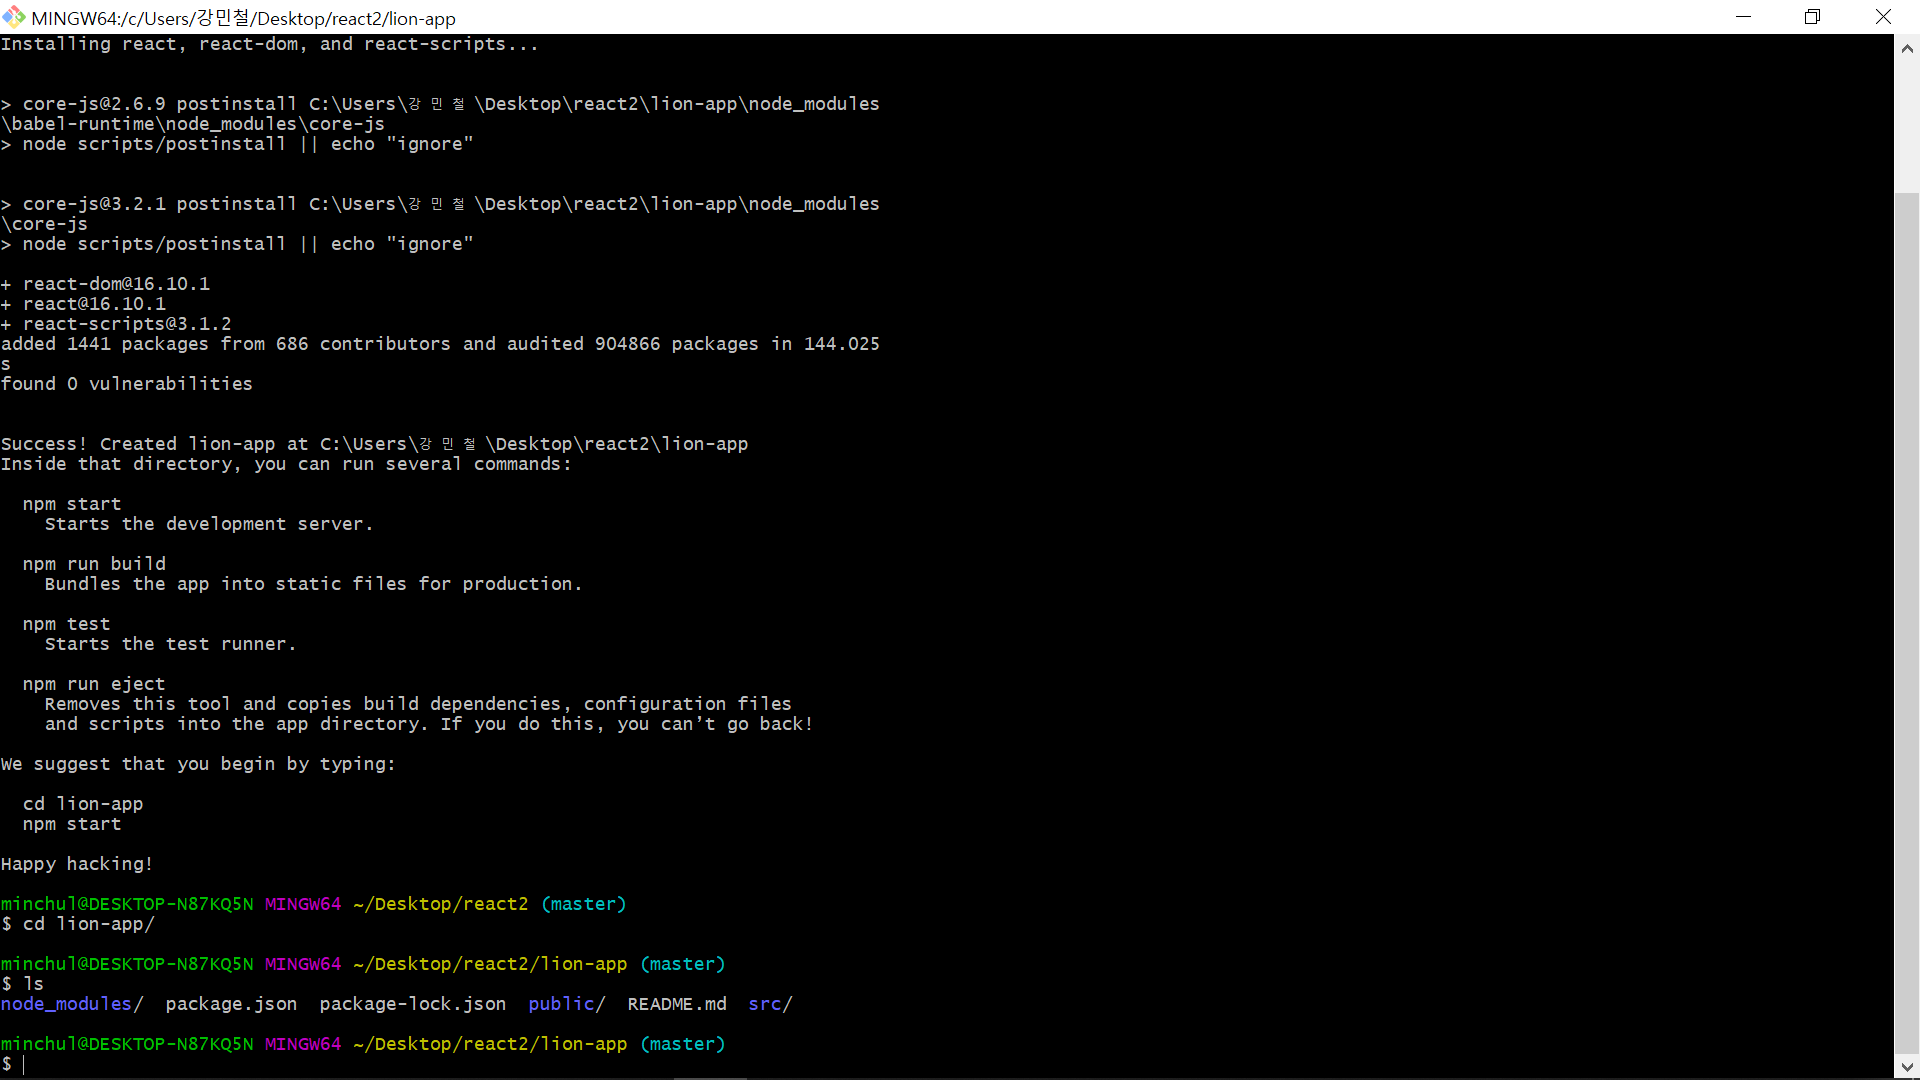 MINGW64:/c/Users/강민철/Desktop/react2/lion-app
Installing react, react-dom, and react-scripts...
> core-js@2.6.9 postinstall C:\Users\강민철\Desktop\react2\lion-app\node_modules
\babel-runtime\node_modules\core-js
> node scripts/postinstall || echo "ignore"
> core-js@3.2.1 postinstall C:\Users\강민철\Desktop\react2\lion-app\node_modules
\core-js
> node scripts/postinstall || echo "ignore"
+ react-dom@16.10.1
+ react@16.10.1
+ react-scripts@3.1.2
added 1441 packages from 686 contributors and audited 904866 packages in 144.025
s
found 0 vulnerabilities
Success! Created lion-app at C:\Users\강민철\Desktop\react2\lion-app
Inside that directory, you can run several commands:
npm start
Starts the development server.
npm run build
Bundles the app into static files for production.
npm test
Starts the test runner.
npm run eject
Removes this tool and copies build dependencies, configuration files
and scripts into the app directory. If you do this, you can’t go back!
We suggest that you begin by typing:
cd lion-app
npm start
Happy hacking!
minchul@DESKTOP-N87KQ5N MINGW64 ~/Desktop/react2 (master)
$ cd lion-app/
minchul@DESKTOP-N87KQ5N MINGW64 ~/Desktop/react2/lion-app (master)
$ ls
node_modules/ package.json package-lock.json public/ README.md src/
minchul@DESKTOP-N87KQ5N MINGW64 ~/Desktop/react2/lion-app (master)
$